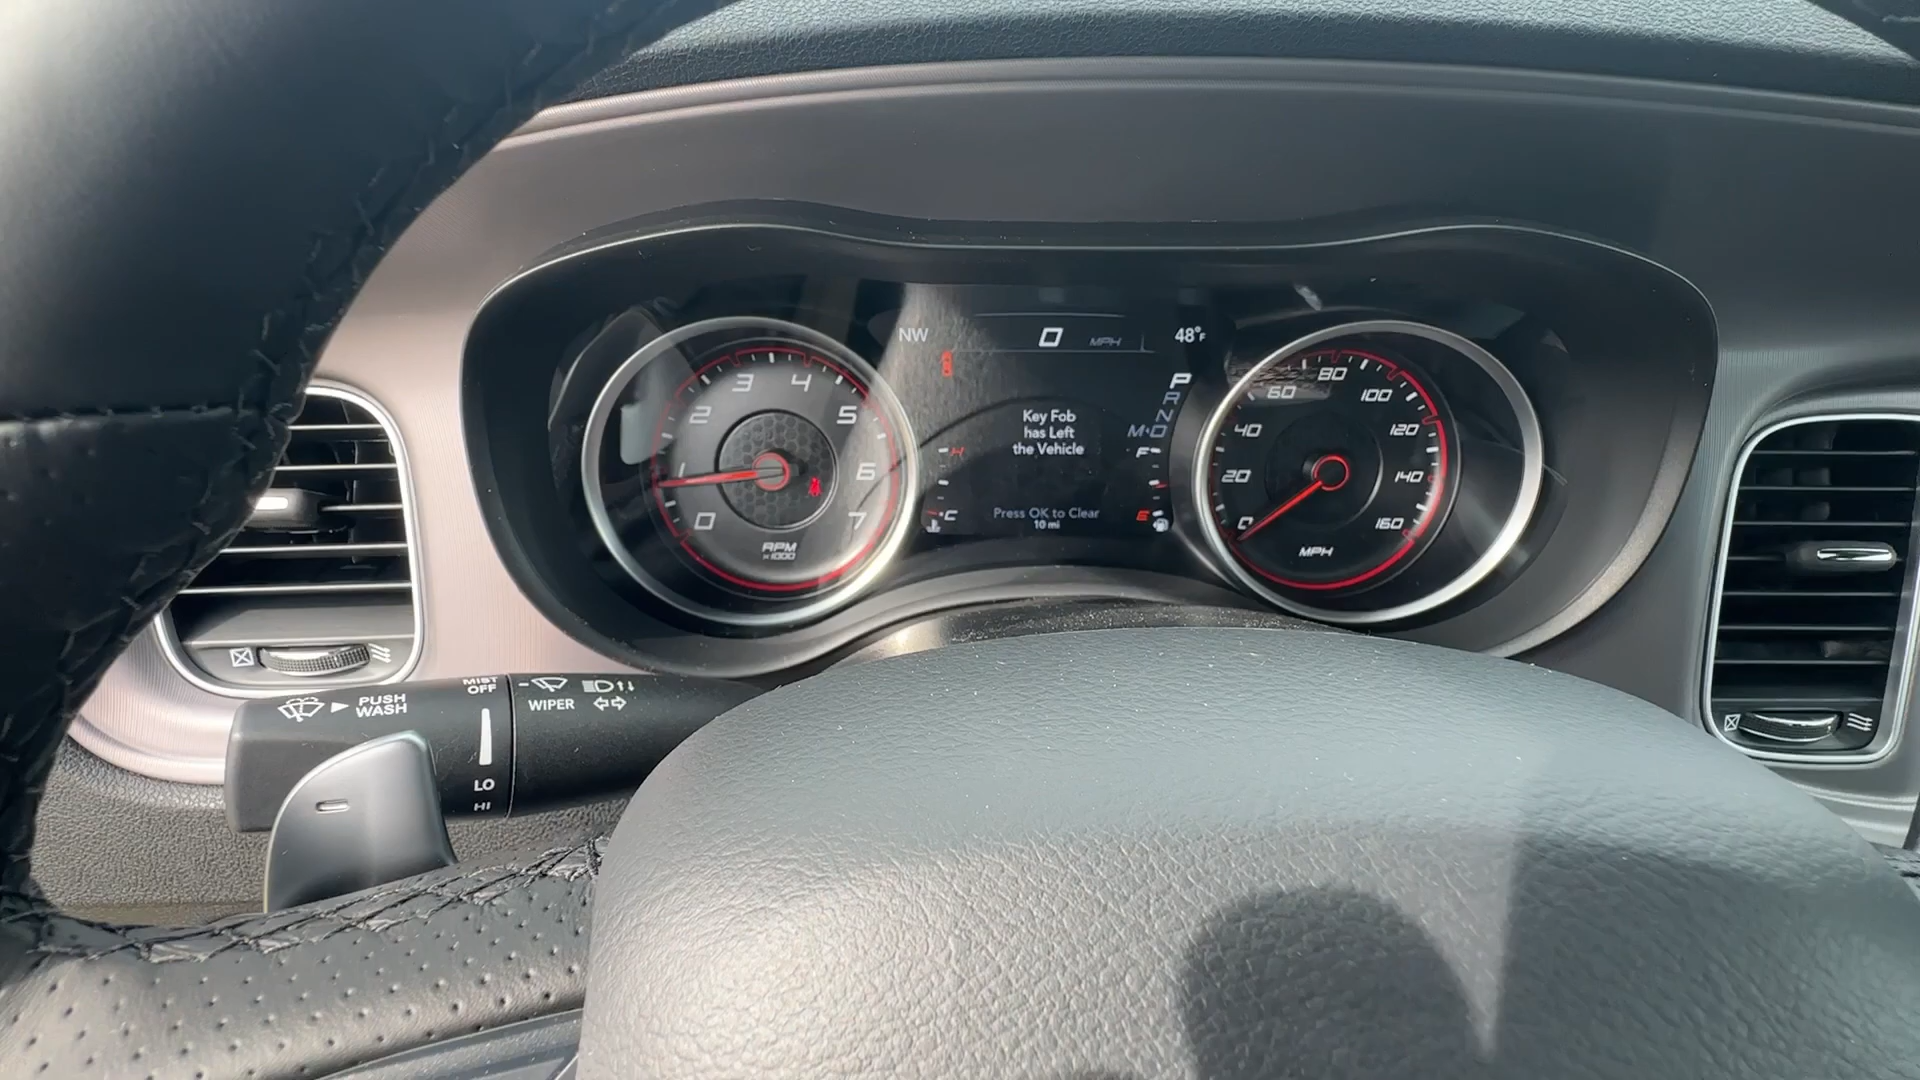 NW
0 MPH
48°F
P
R
N
M·D
Key Fob
has Left
the Vehicle
Press OK to Clear
10 mi
H
C
F
E
0
1
2
3
4
5
6
7
RPM
x1000
0
20
40
60
80
100
120
140
160
MPH
PUSH
WASH
MIST
OFF
LO
HI
WIPER